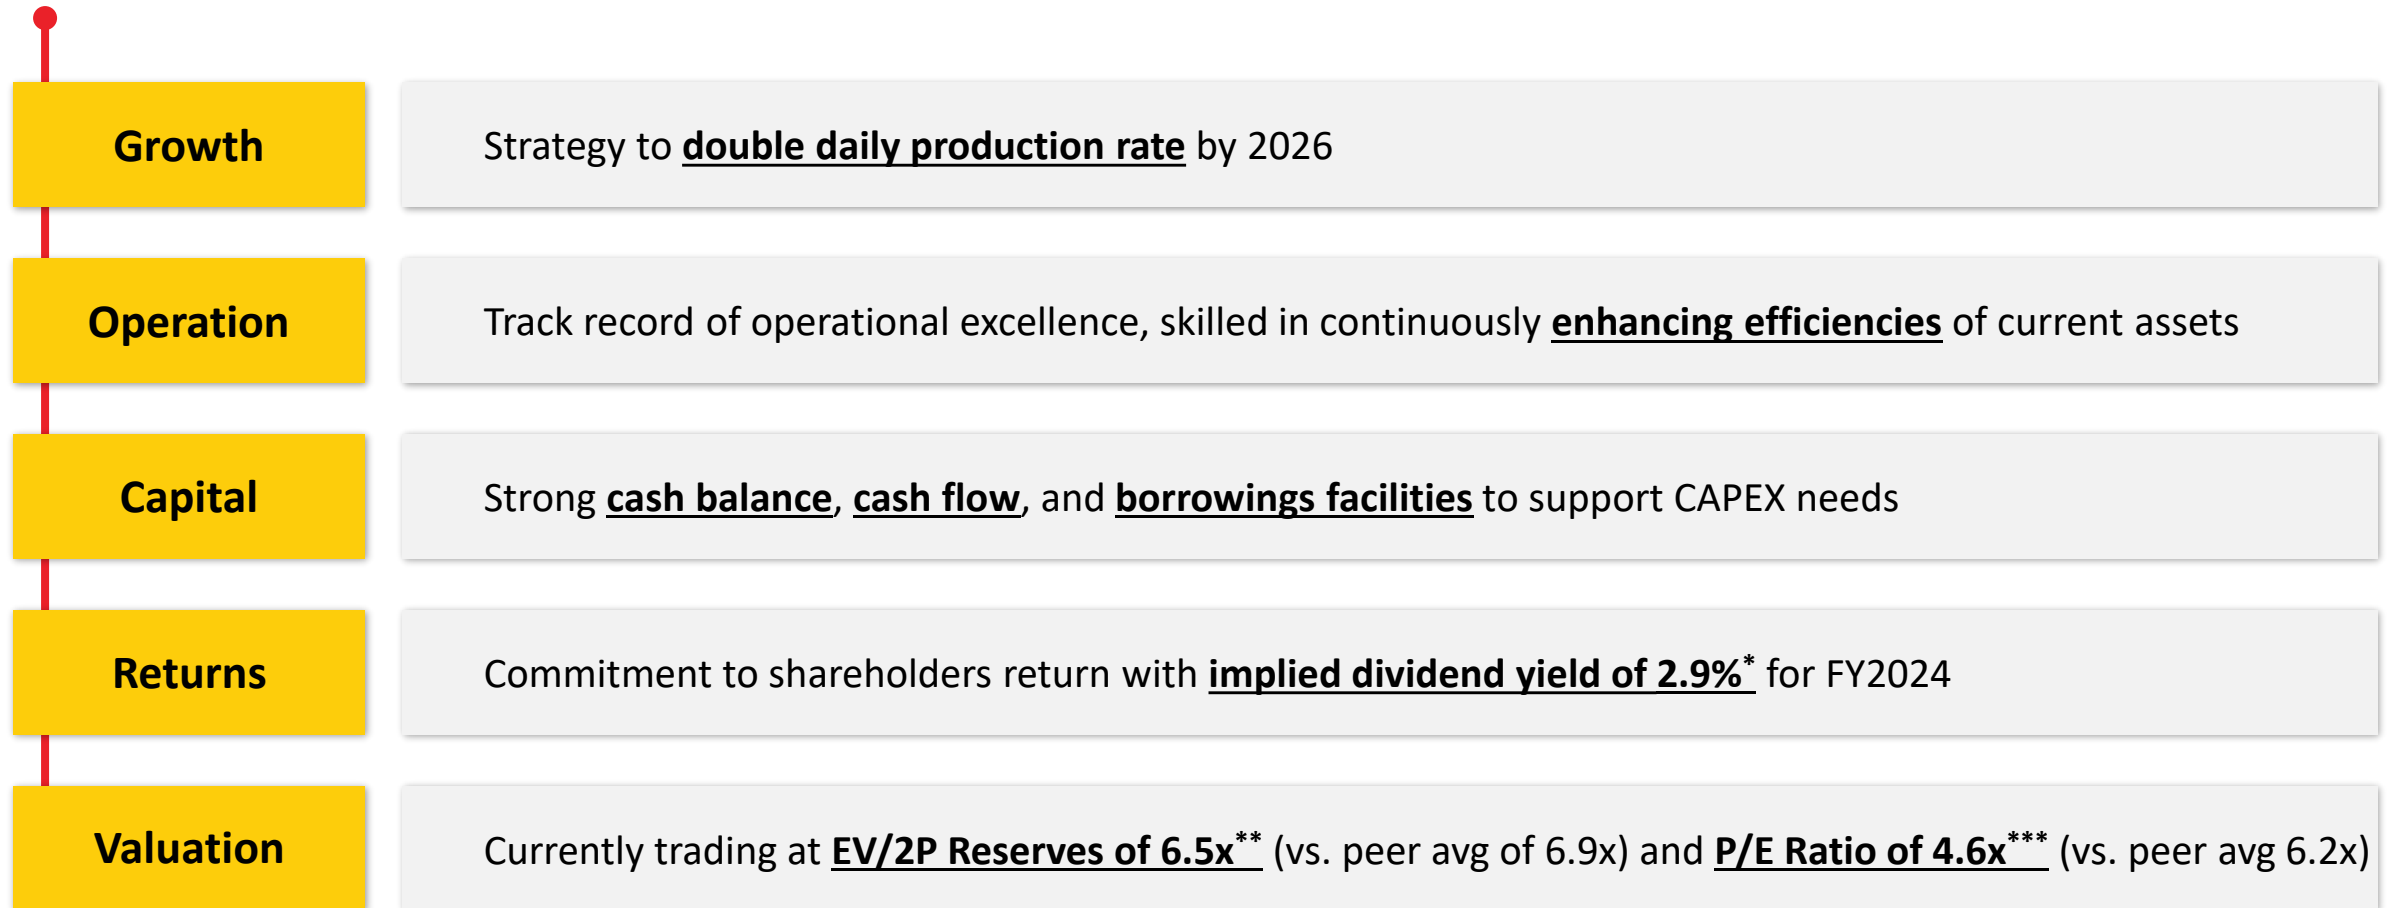 Growth
Strategy to double daily production rate by 2026
Operation
Track record of operational excellence, skilled in continuously enhancing efficiencies of current assets
Capital
Strong cash balance, cash flow, and borrowings facilities to support CAPEX needs
Returns
Commitment to shareholders return with implied dividend yield of 2.9%* for FY2024
Valuation
Currently trading at EV/2P Reserves of 6.5x** (vs. peer avg of 6.9x) and P/E Ratio of 4.6x*** (vs. peer avg 6.2x)